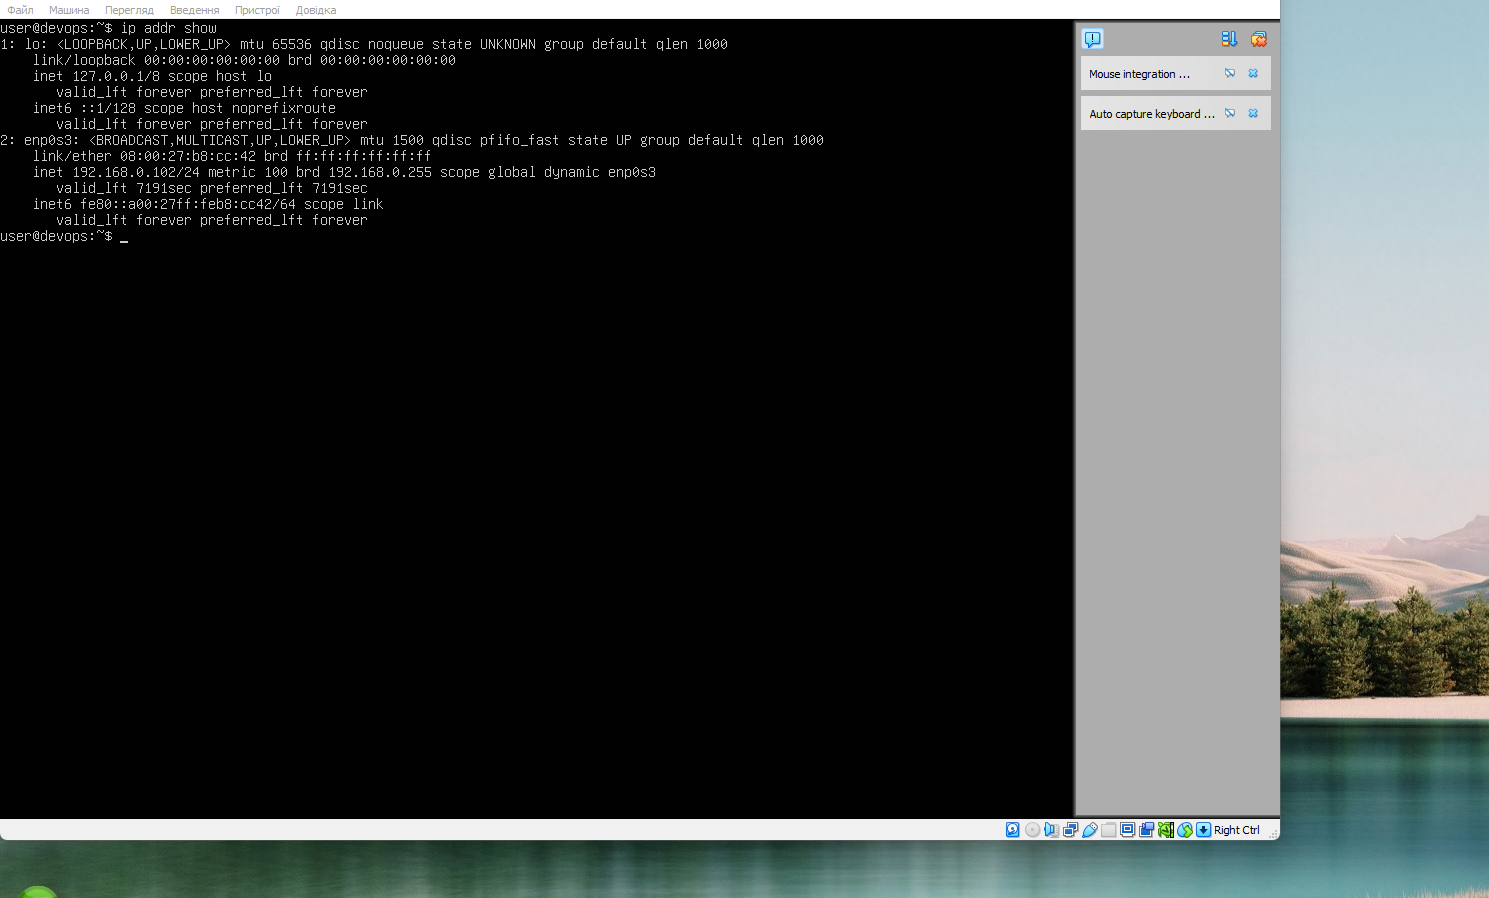 Файл Машина Перегляд Введення Пристрої Довідка
user@devops:~$ ip addr show
1: lo: <LOOPBACK,UP,LOWER_UP> mtu 65536 qdisc noqueue state UNKNOWN group default qlen 1000
    link/loopback 00:00:00:00:00:00 brd 00:00:00:00:00:00
    inet 127.0.0.1/8 scope host lo
       valid_lft forever preferred_lft forever
    inet6 ::1/128 scope host noprefixroute
       valid_lft forever preferred_lft forever
2: enp0s3: <BROADCAST,MULTICAST,UP,LOWER_UP> mtu 1500 qdisc pfifo_fast state UP group default qlen 1000
    link/ether 08:00:27:b8:cc:42 brd ff:ff:ff:ff:ff:ff
    inet 192.168.0.102/24 metric 100 brd 192.168.0.255 scope global dynamic enp0s3
       valid_lft 7191sec preferred_lft 7191sec
    inet6 fe80::a00:27ff:feb8:cc42/64 scope link
       valid_lft forever preferred_lft forever
user@devops:~$ _
Mouse integration ...
Auto capture keyboard ...
Right Ctrl